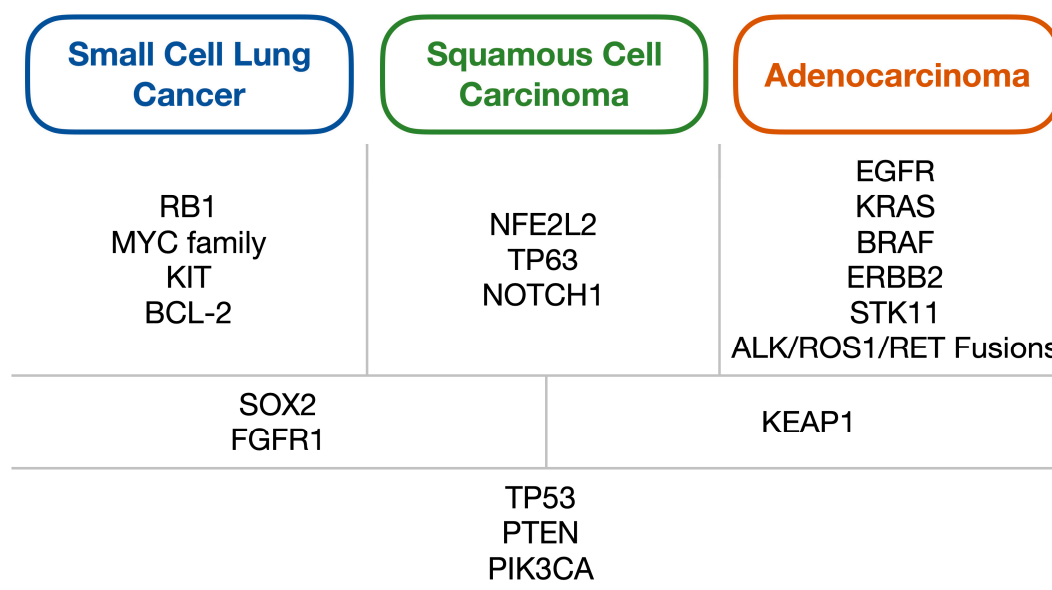 Small Cell Lung
Cancer
Squamous Cell
Carcinoma
Adenocarcinoma
RB1
MYC family
KIT
BCL-2
NFE2L2
TP63
NOTCH1
EGFR
KRAS
BRAF
ERBB2
STK11
ALK/ROS1/RET Fusions
SOX2
FGFR1
KEAP1
TP53
PTEN
PIK3CA